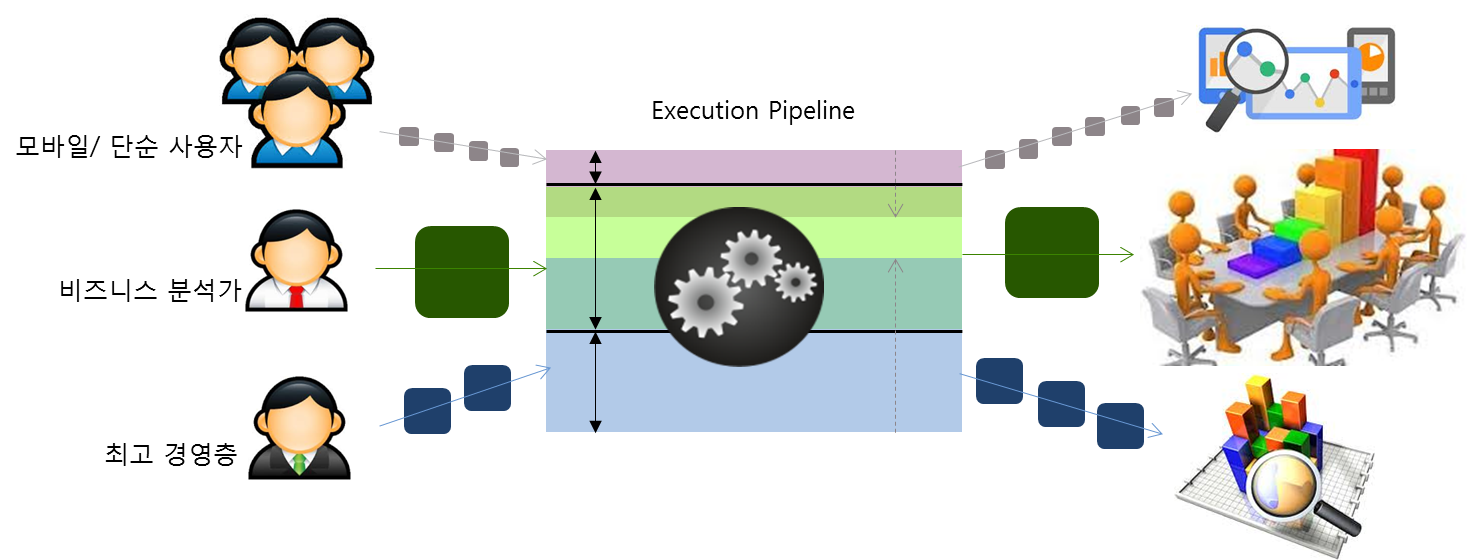 Execution Pipeline
모바일/ 단순 사용자
비즈니스 분석가
최고 경영층